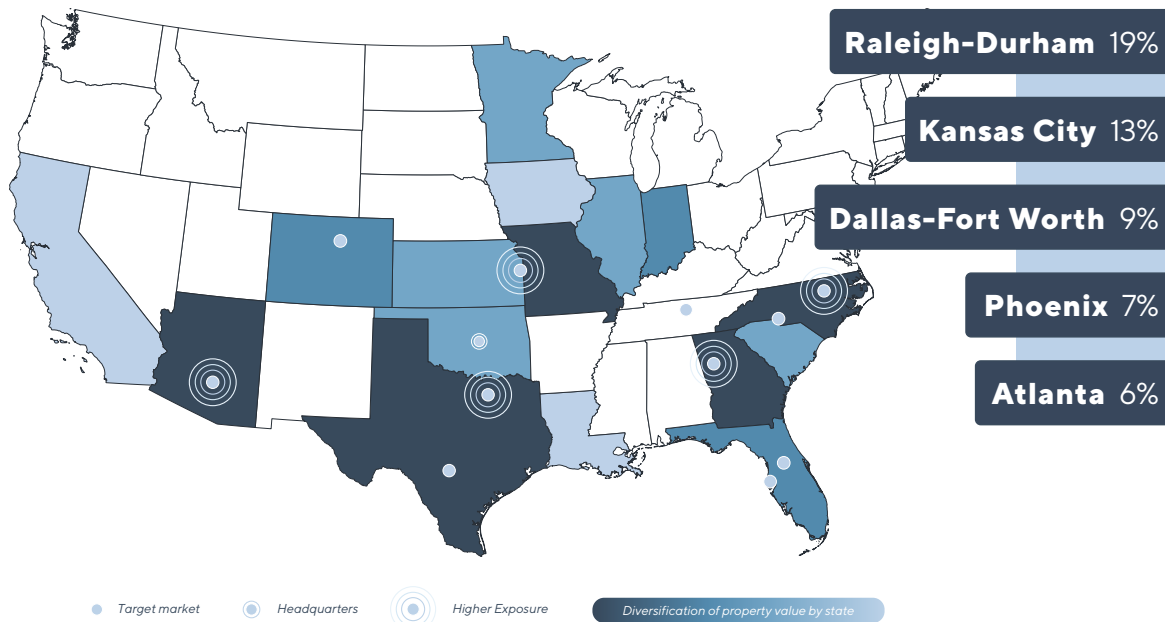 Raleigh-Durham 19%
Kansas City 13%
Dallas-Fort Worth 9%
Phoenix 7%
Atlanta 6%
Target market
Headquarters
Higher Exposure
Diversification of property value by state